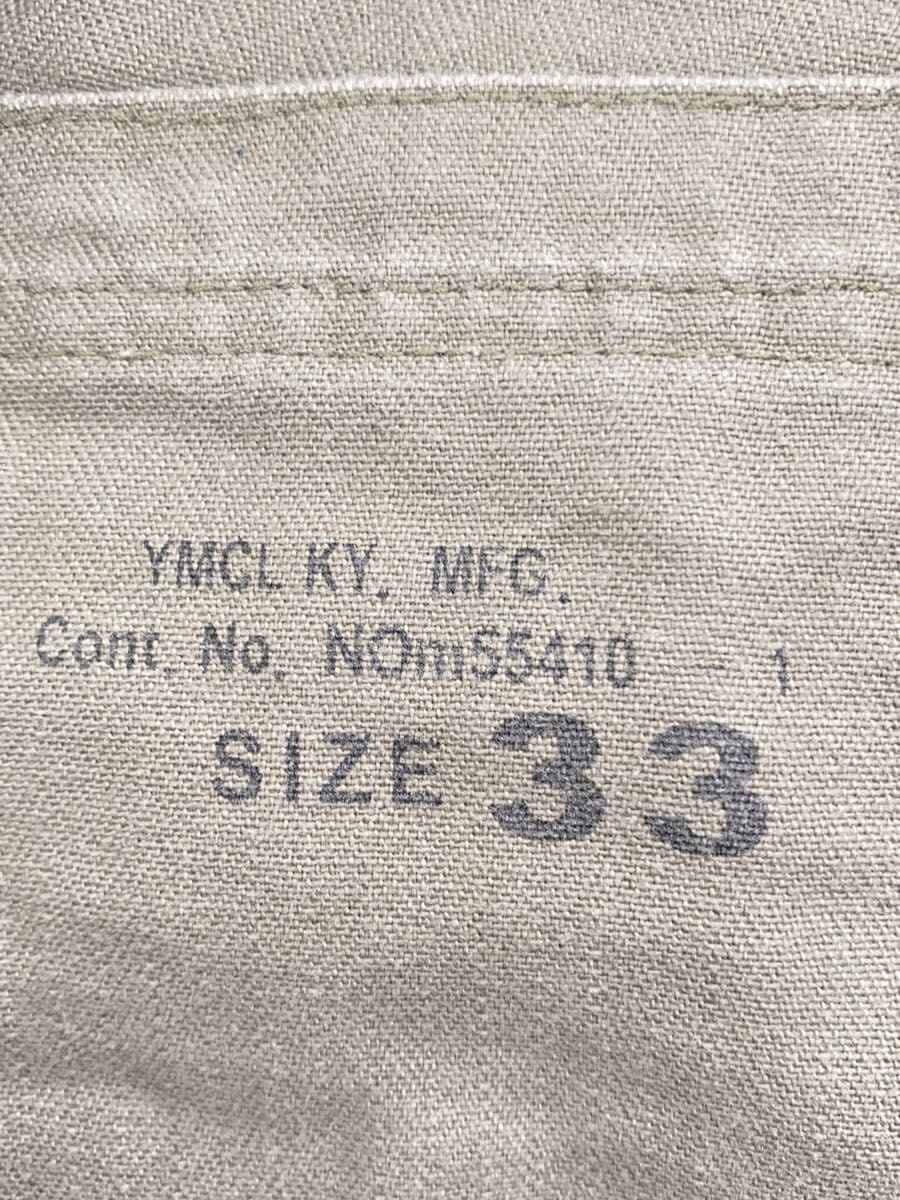 YMCL KY. MFG.
Cont. No. NOm55410 - 1
SIZE 33